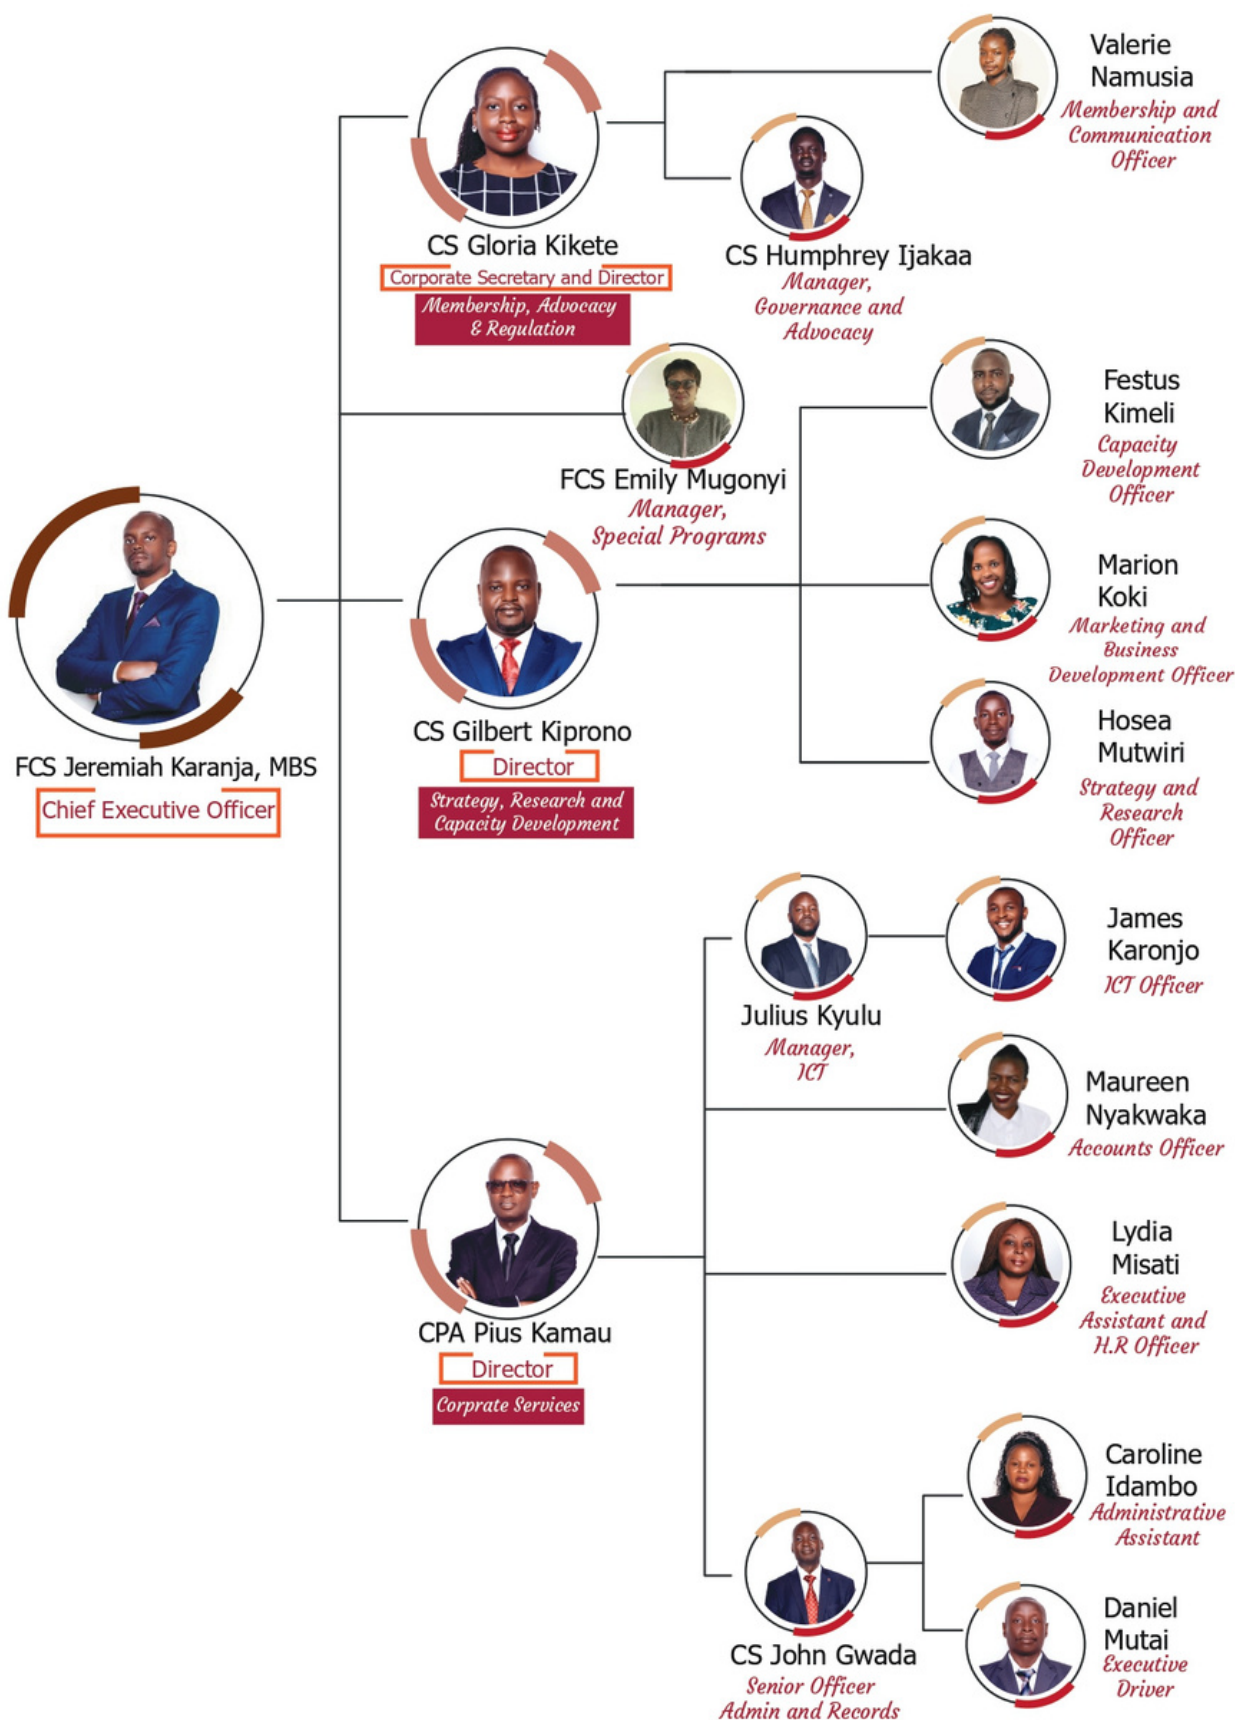 Valerie
Namusia
Membership and
Communication
Officer
CS Gloria Kikete
Corporate Secretary and Director
Membership, Advocacy
& Regulation
CS Humphrey Ijakaa
Manager,
Governance and
Advocacy
FCS Emily Mugonyi
Manager,
Special Programs
Festus
Kimeli
Capacity
Development
Officer
Marion
Koki
Marketing and
Business
Development Officer
Hosea
Mutwiri
Strategy and
Research
Officer
FCS Jeremiah Karanja, MBS
Chief Executive Officer
CS Gilbert Kiprono
Director
Strategy, Research and
Capacity Development
Julius Kyulu
Manager,
ICT
James
Karonjo
ICT Officer
Maureen
Nyakwaka
Accounts Officer
Lydia
Misati
Executive
Assistant and
H.R Officer
CPA Pius Kamau
Director
Corprate Services
Caroline
Idambo
Administrative
Assistant
CS John Gwada
Senior Officer
Admin and Records
Daniel
Mutai
Executive
Driver